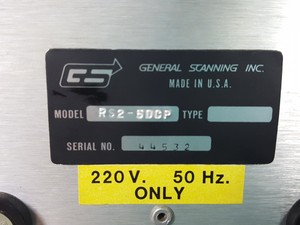 GS
GENERAL SCANNING INC.
MADE IN U.S.A.
MODEL RS2-5DCP TYPE
SERIAL NO. 44532
220 V. 50 Hz.
ONLY